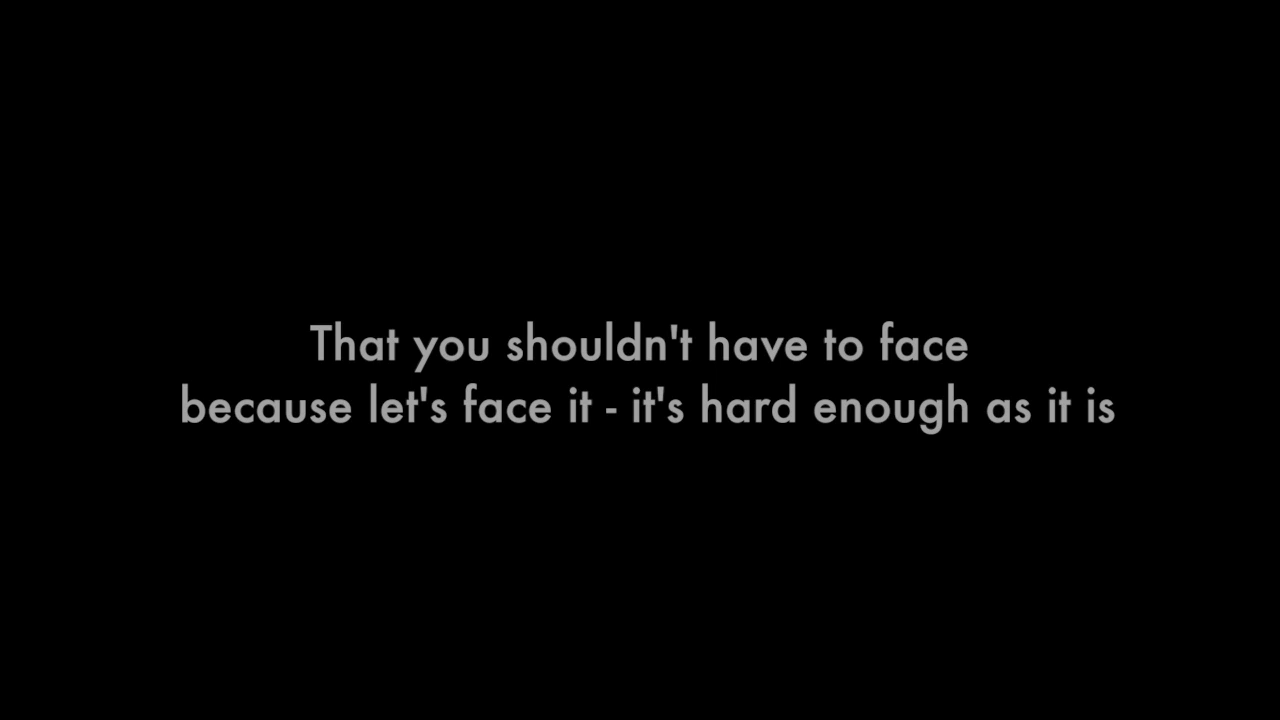 That you shouldn't have to face
because let's face it - it's hard enough as it is